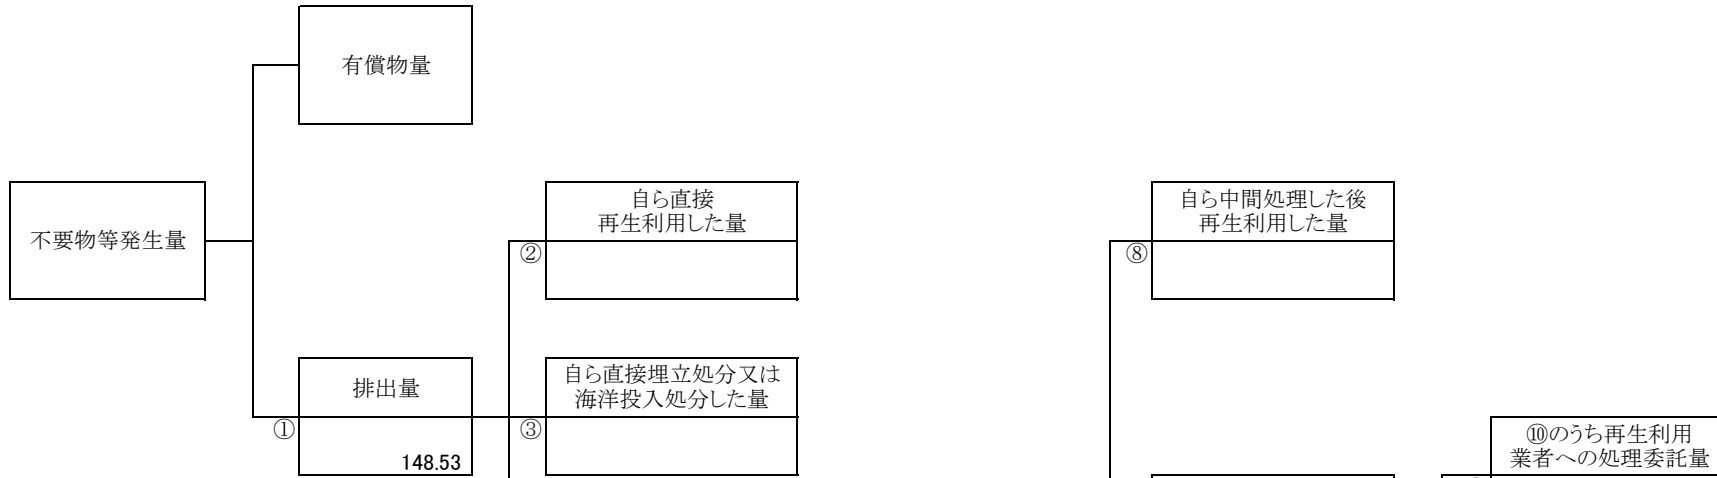 有償物量
不要物等発生量
自ら直接
再生利用した量
②
自ら中間処理した後
再生利用した量
⑧
排出量
①
148.53
自ら直接埋立処分又は
海洋投入処分した量
③
⑩のうち再生利用
業者への処理委託量